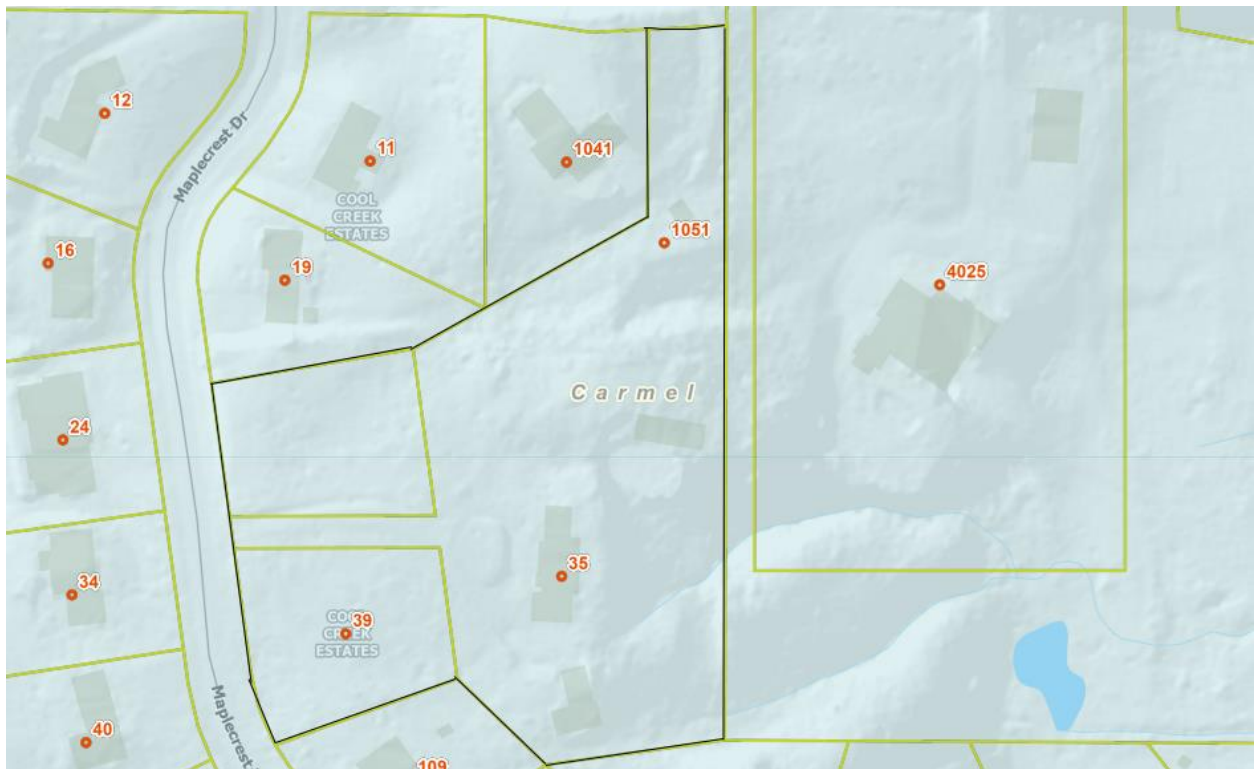 12
Maplecrest Dr
11
1041
COOL
CREEK
ESTATES
1051
16
19
4025
Carmel
24
35
34
39
COOL
CREEK
ESTATES
Maplecrest
40
109